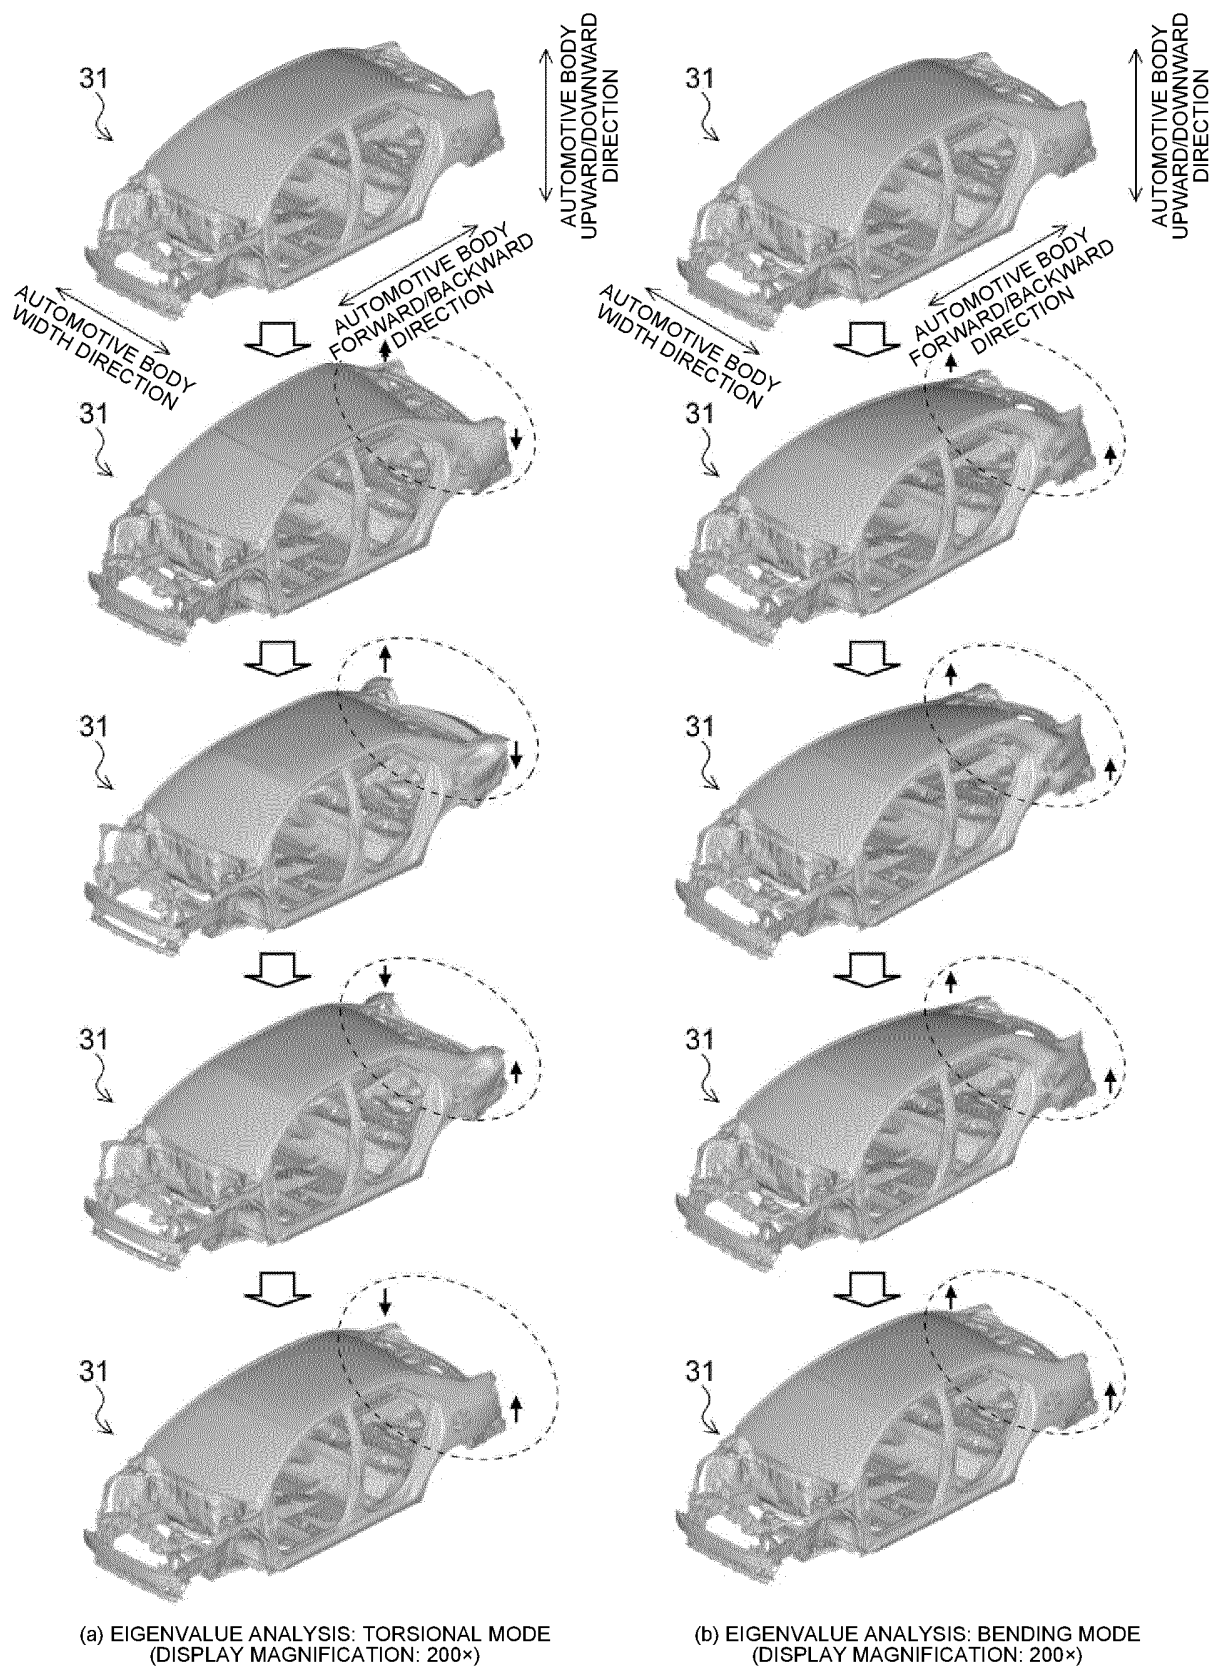 31
AUTOMOTIVE BODY
UPWARD/DOWNWARD
DIRECTION
AUTOMOTIVE BODY
FORWARD/BACKWARD
DIRECTION
AUTOMOTIVE BODY
WIDTH DIRECTION
31
31
31
31
(a) EIGENVALUE ANALYSIS: TORSIONAL MODE
(DISPLAY MAGNIFICATION: 200×)
31
AUTOMOTIVE BODY
UPWARD/DOWNWARD
DIRECTION
AUTOMOTIVE BODY
FORWARD/BACKWARD
DIRECTION
AUTOMOTIVE BODY
WIDTH DIRECTION
31
31
31
31
(b) EIGENVALUE ANALYSIS: BENDING MODE
(DISPLAY MAGNIFICATION: 200×)